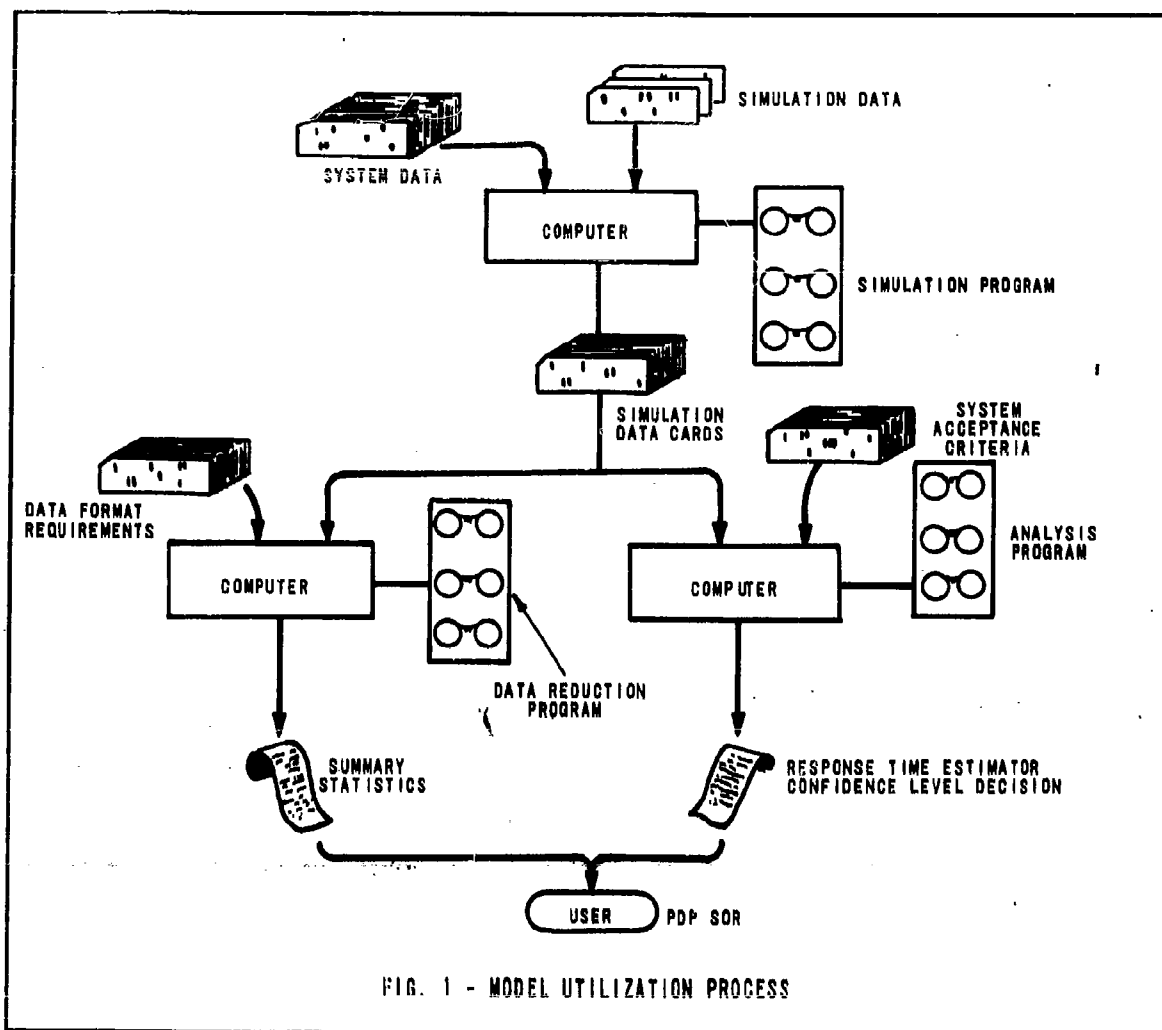 SIMULATION DATA
SYSTEM DATA
COMPUTER
SIMULATION PROGRAM
SIMULATION
DATA CARDS
SYSTEM
ACCEPTANCE
CRITERIA
DATA FORMAT
REQUIREMENTS
ANALYSIS
PROGRAM
COMPUTER
COMPUTER
DATA REDUCTION
PROGRAM
SUMMARY
STATISTICS
RESPONSE TIME ESTIMATOR
CONFIDENCE LEVEL DECISION
USER
PDP SOR
FIG. 1 - MODEL UTILIZATION PROCESS